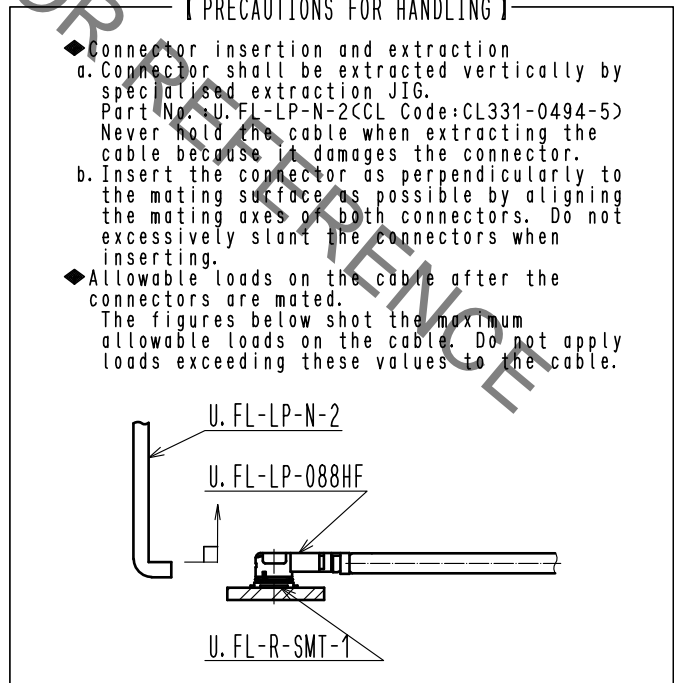 【PRECAUTIONS FOR HANDLING】
◆Connector insertion and extraction
a. Connector shall be extracted vertically by
specialised extraction JIG.
Part No.:U.FL-LP-N-2(CL Code:CL331-0494-5)
Never hold the cable when extracting the
cable because it damages the connector.
b. Insert the connector as perpendicularly to
the mating surface as possible by aligning
the mating axes of both connectors. Do not
excessively slant the connectors when
inserting.
◆Allowable loads on the cable after the
connectors are mated.
The figures below shot the maximum
allowable loads on the cable. Do not apply
loads exceeding these values to the cable.
U.FL-LP-N-2
U.FL-LP-088HF
U.FL-R-SMT-1
OR REFERENCE